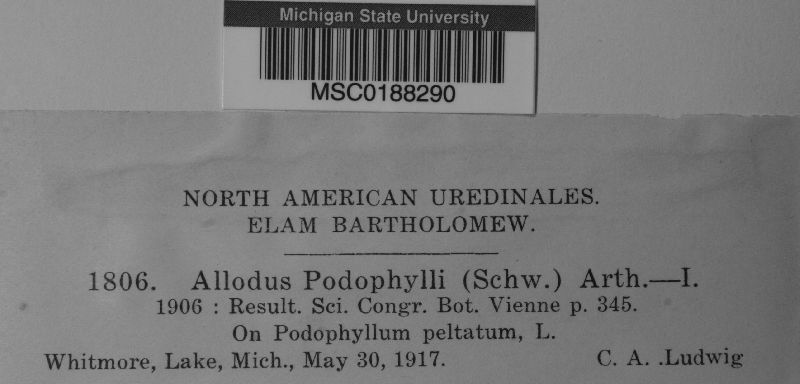 Michigan State University
MSC0188290
NORTH AMERICAN UREDINALES.
ELAM BARTHOLOMEW.
1806. Allodus Podophylli (Schw.) Arth.—I.
1906 : Result. Sci. Congr. Bot. Vienne p. 345.
On Podophyllum peltatum, L.
Whitmore, Lake, Mich., May 30, 1917. C. A. .Ludwig